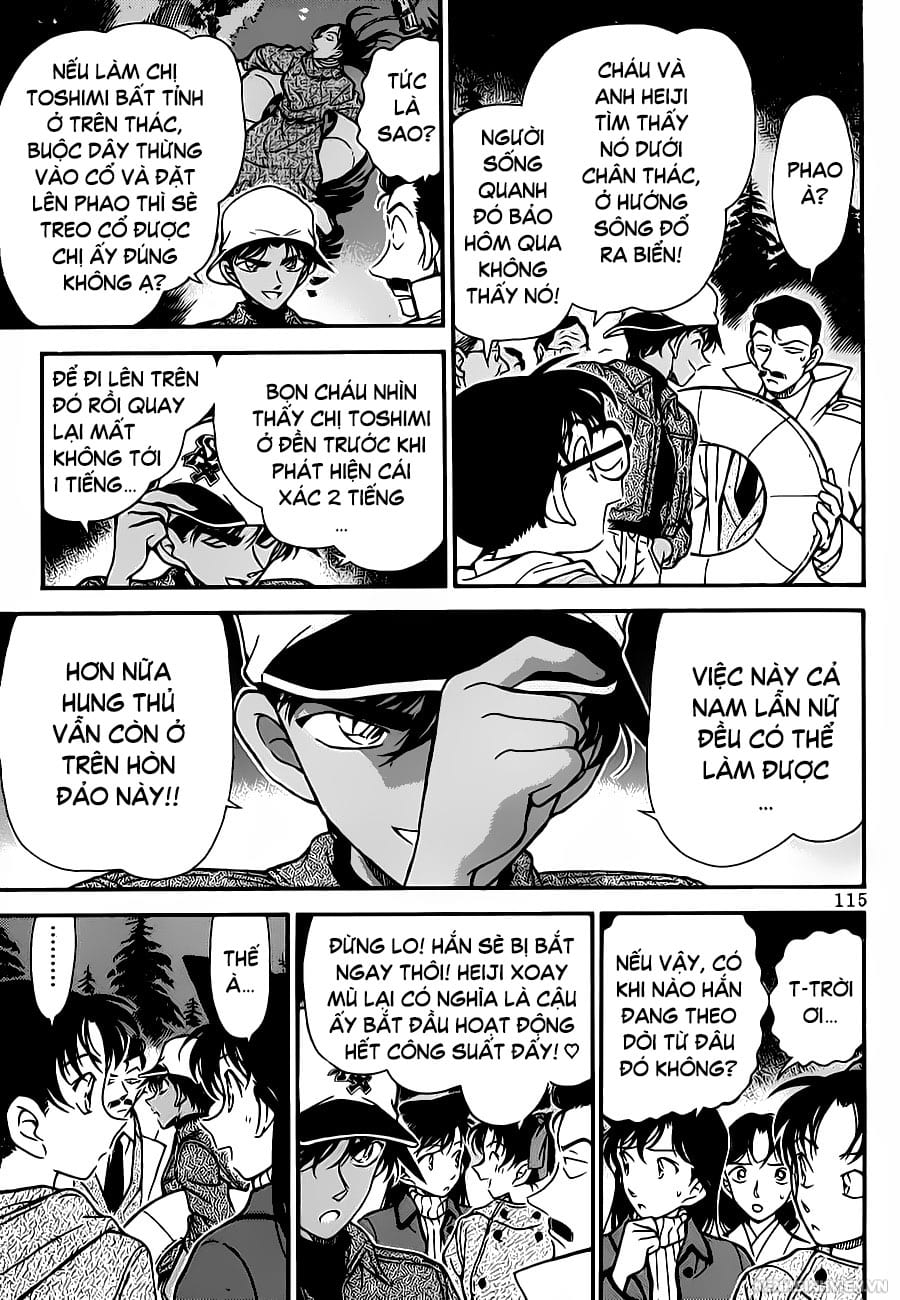 PHAO
À?
CHÁU VÀ
ANH HEIJI
TÌM THẤY
NÓ DƯỚI
CHÂN THÁC,
Ở HƯỚNG
SÔNG ĐỔ
RA BIỂN!
NGƯỜI
SỐNG
QUANH
ĐÓ BẢO
HÔM QUA
KHÔNG
THẤY NÓ!
TỨC
LÀ
SAO?
NẾU LÀM CHỊ
TOSHIMI BẤT TỈNH
Ở TRÊN THÁC,
BUỘC DÂY THỪNG
VÀO CỔ VÀ ĐẶT
LÊN PHAO THÌ SẼ
TREO CỔ ĐƯỢC
CHỊ ẤY ĐÚNG
KHÔNG Ạ?
BỌN CHÁU NHÌN
THẤY CHỊ TOSHIMI
Ở ĐỀN TRƯỚC KHI
PHÁT HIỆN CÁI
XÁC 2 TIẾNG
...
ĐỂ ĐI LÊN TRÊN
ĐÓ RỒI QUAY
LẠI MẤT
KHÔNG TỚI
1 TIẾNG...
VIỆC NÀY CẢ
NAM LẪN NỮ
ĐỀU CÓ THỂ
LÀM ĐƯỢC
...
HƠN NỮA
HUNG THỦ
VẪN CÒN Ở
TRÊN HÒN
ĐẢO NÀY!!
115
T-TRỜI
ƠI...
NẾU VẬY, CÓ
KHI NÀO HẮN
ĐANG THEO
DÕI TỪ ĐÂU
ĐÓ KHÔNG?
ĐỪNG LO! HẮN SẼ BỊ BẮT
NGAY THÔI! HEIJI XOAY
MŨ LẠI CÓ NGHĨA LÀ CẬU
ẤY BẮT ĐẦU HOẠT ĐỘNG
HẾT CÔNG SUẤT ĐẤY! ♡
THẾ
À...
........